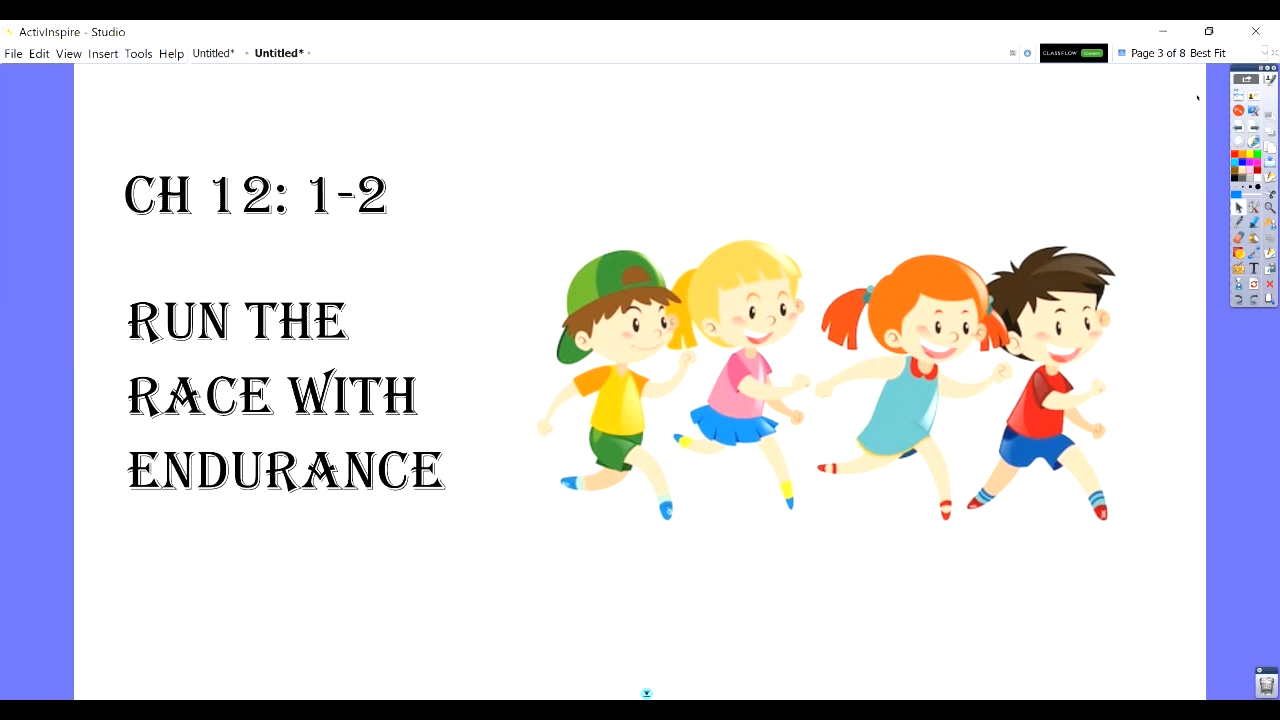 ActivInspire - Studio
File Edit View Insert Tools Help Untitled* Untitled* CLASSFLOW Page 3 of 8 Best Fit
CH 12: 1-2
RUN THE
RACE WITH
ENDURANCE